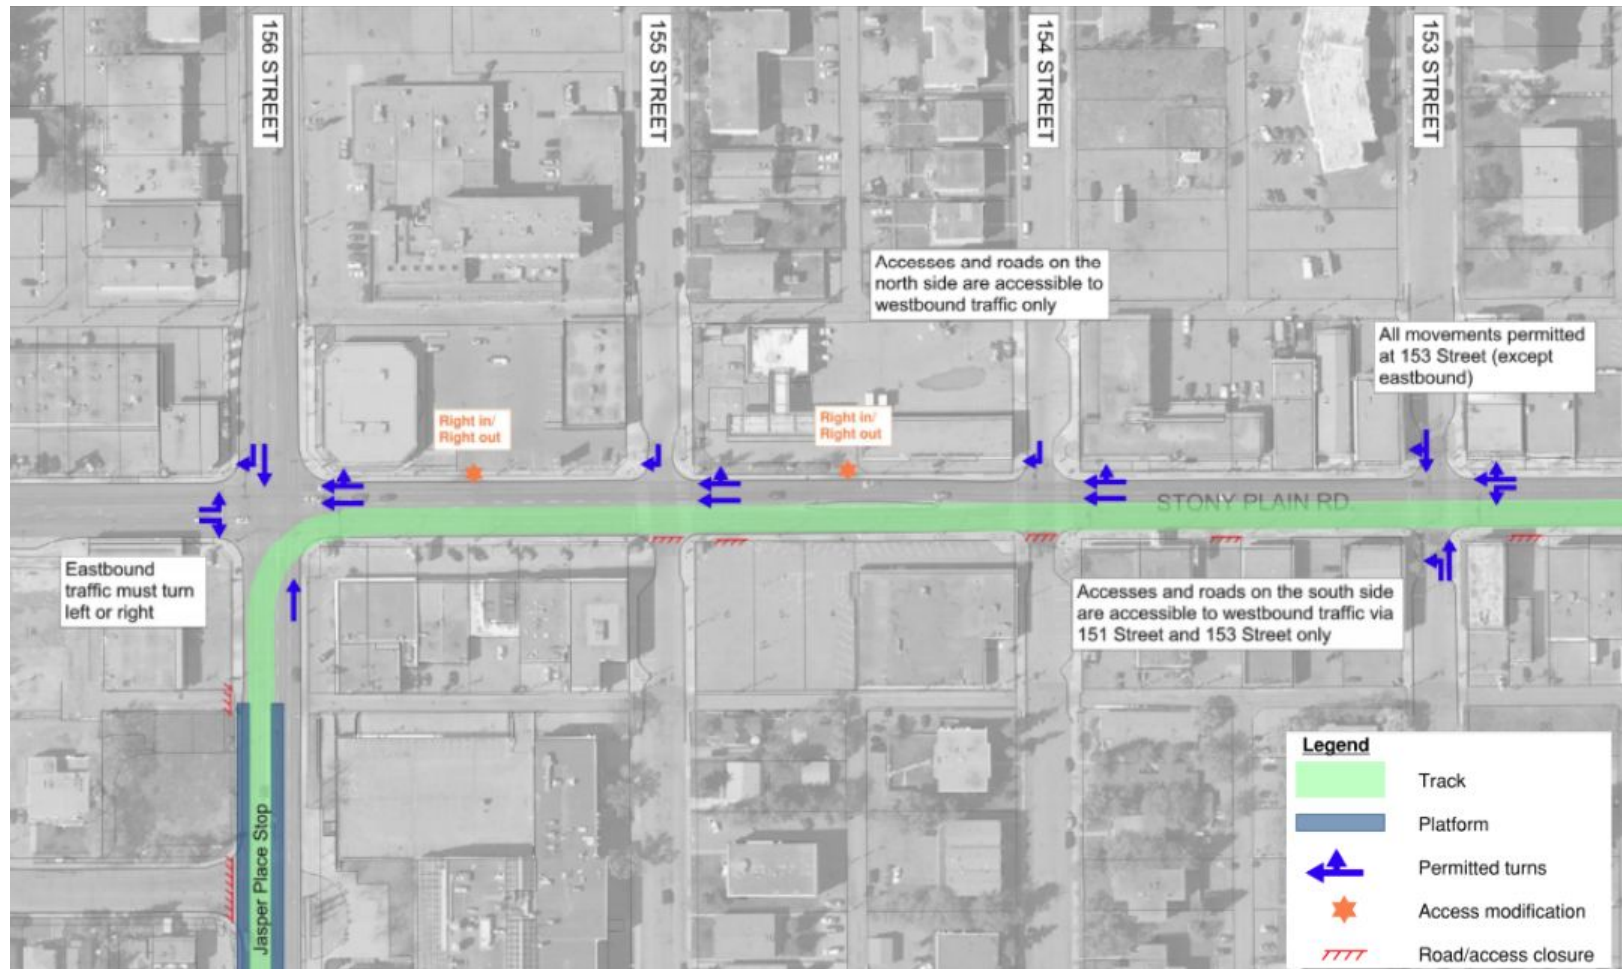 156 STREET
155 STREET
154 STREET
153 STREET
Accesses and roads on the
north side are accessible to
westbound traffic only
All movements permitted
at 153 Street (except
eastbound)
Right in/
Right out
Right in/
Right out
STONY PLAIN RD.
Eastbound
traffic must turn
left or right
Accesses and roads on the south side
are accessible to westbound traffic via
151 Street and 153 Street only
Jasper Place Stop
Legend
Track
Platform
Permitted turns
Access modification
Road/access closure